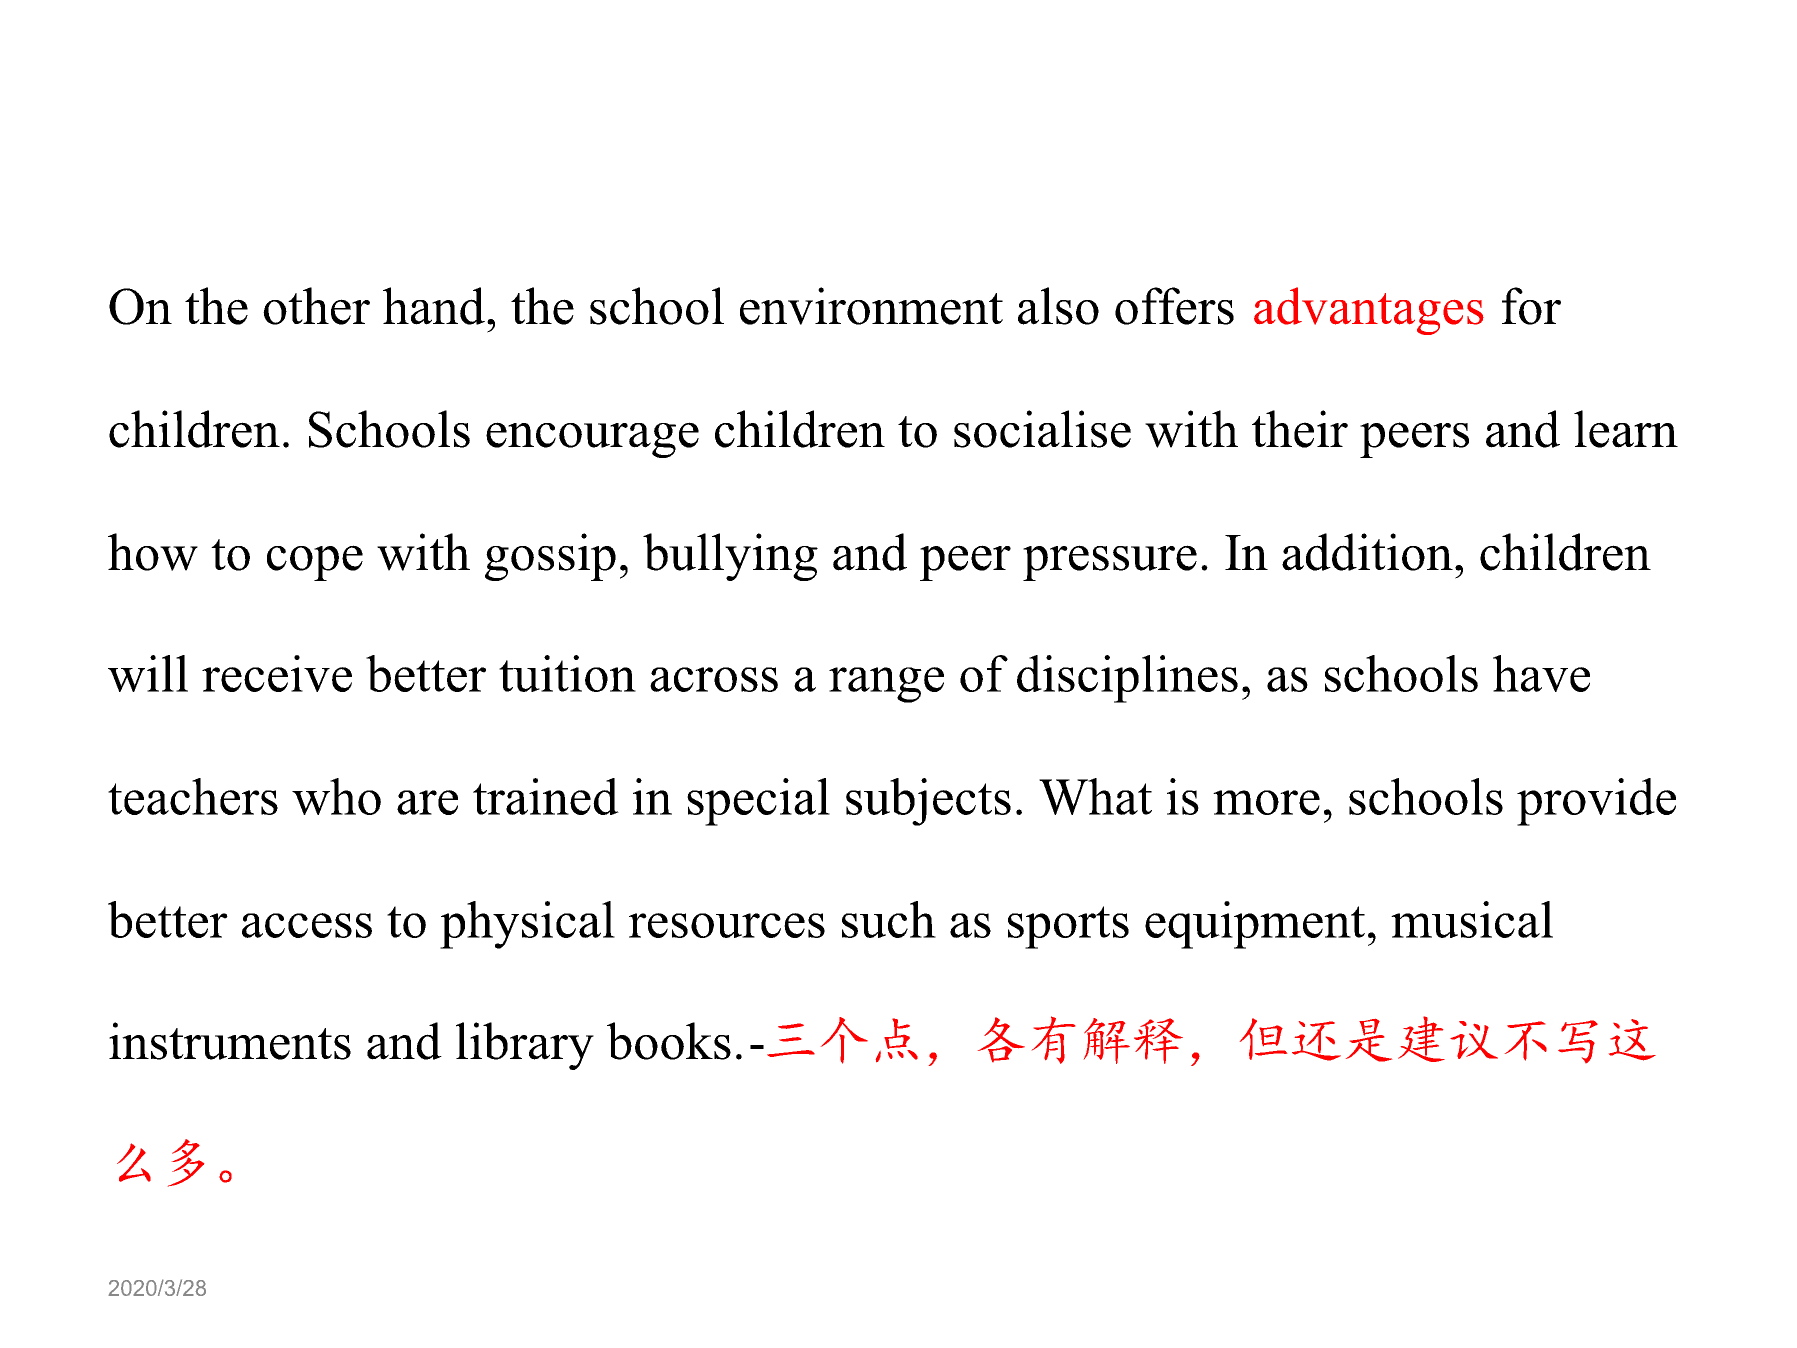 On the other hand, the school environment also offers advantages for
children. Schools encourage children to socialise with their peers and learn
how to cope with gossip, bullying and peer pressure. In addition, children
will receive better tuition across a range of disciplines, as schools have
teachers who are trained in special subjects. What is more, schools provide
better access to physical resources such as sports equipment, musical
instruments and library books.-三个点，各有解释，但还是建议不写这
么多。
2020/3/28